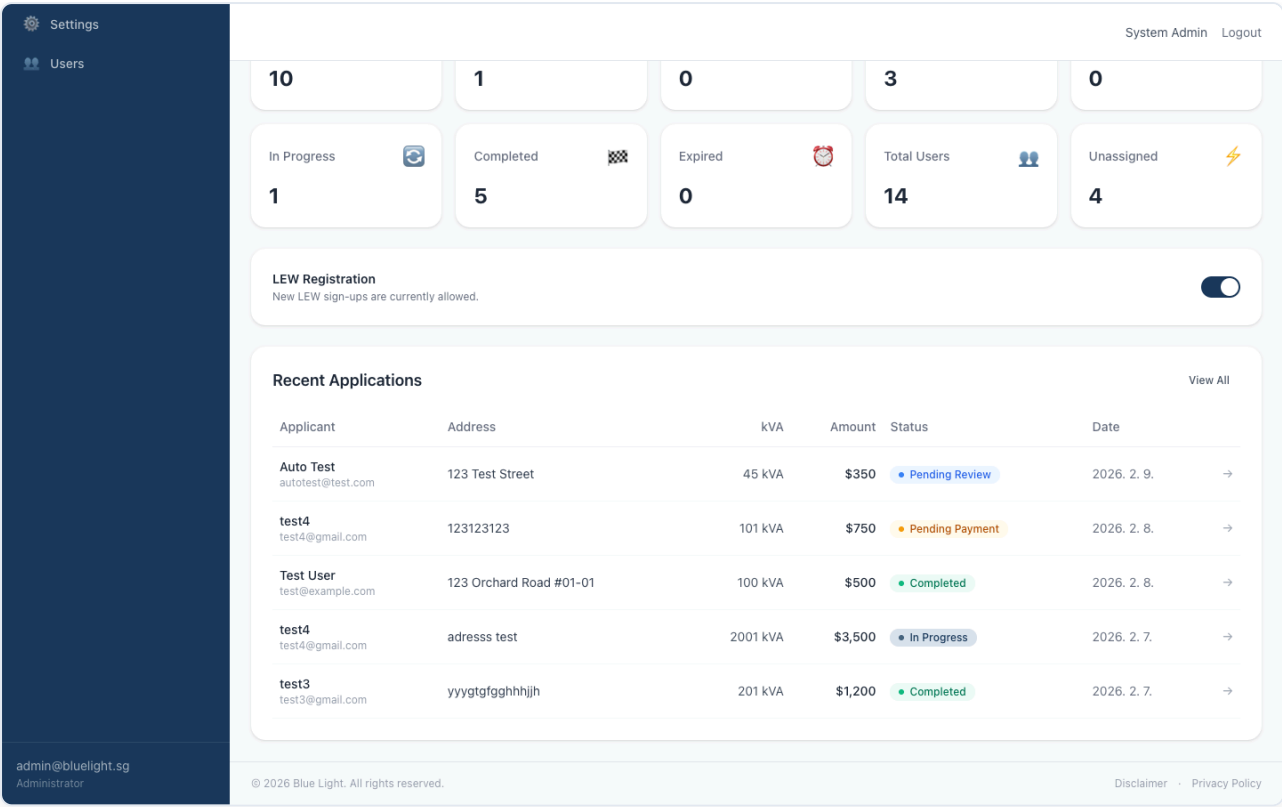 Settings
Users
System Admin Logout
10 1 0 3 0
In Progress Completed Expired Total Users Unassigned
1 5 0 14 4
LEW Registration
New LEW sign-ups are currently allowed.
Recent Applications View All
Applicant Address kVA Amount Status Date
Auto Test
autotest@test.com
123 Test Street 45 kVA $350 Pending Review 2026. 2. 9. →
test4
test4@gmail.com
123123123 101 kVA $750 Pending Payment 2026. 2. 8. →
Test User
test@example.com
123 Orchard Road #01-01 100 kVA $500 Completed 2026. 2. 8. →
test4
test4@gmail.com
adresss test 2001 kVA $3,500 In Progress 2026. 2. 7. →
test3
test3@gmail.com
yyygtgfgghhhjjh 201 kVA $1,200 Completed 2026. 2. 7. →
admin@bluelight.sg
Administrator
© 2026 Blue Light. All rights reserved. Disclaimer · Privacy Policy